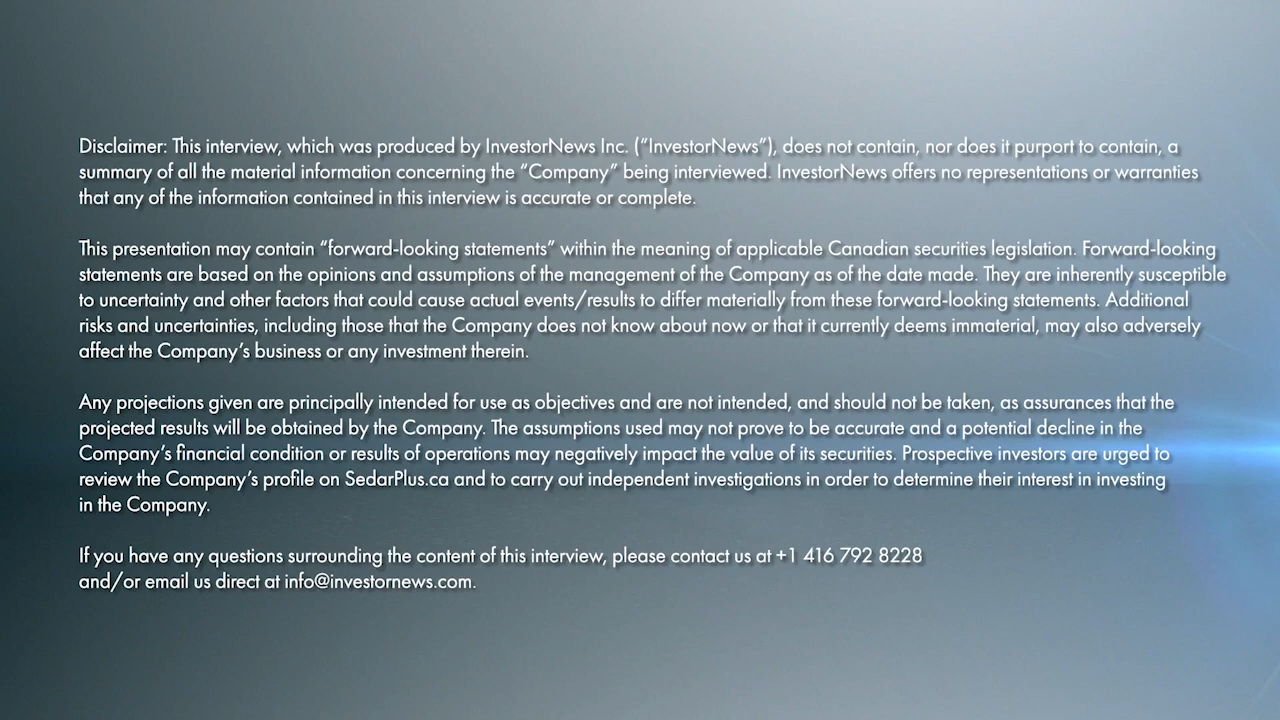 Disclaimer: This interview, which was produced by InvestorNews Inc. (“InvestorNews”), does not contain, nor does it purport to contain, a
summary of all the material information concerning the “Company” being interviewed. InvestorNews offers no representations or warranties
that any of the information contained in this interview is accurate or complete.
This presentation may contain “forward-looking statements” within the meaning of applicable Canadian securities legislation. Forward-looking
statements are based on the opinions and assumptions of the management of the Company as of the date made. They are inherently susceptible
to uncertainty and other factors that could cause actual events/results to differ materially from these forward-looking statements. Additional
risks and uncertainties, including those that the Company does not know about now or that it currently deems immaterial, may also adversely
affect the Company’s business or any investment therein.
Any projections given are principally intended for use as objectives and are not intended, and should not be taken, as assurances that the
projected results will be obtained by the Company. The assumptions used may not prove to be accurate and a potential decline in the
Company’s financial condition or results of operations may negatively impact the value of its securities. Prospective investors are urged to
review the Company’s profile on SedarPlus.ca and to carry out independent investigations in order to determine their interest in investing
in the Company.
If you have any questions surrounding the content of this interview, please contact us at +1 416 792 8228
and/or email us direct at info@investornews.com.